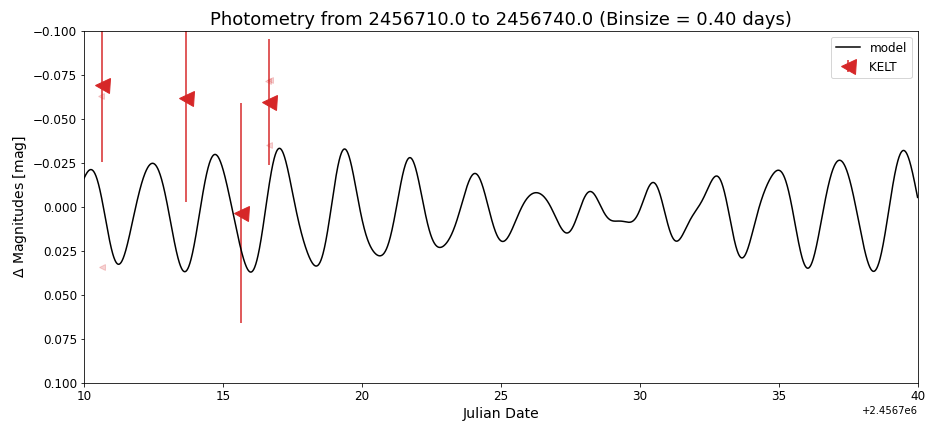 Photometry from 2456710.0 to 2456740.0 (Binsize = 0.40 days)
model
KELT
Δ Magnitudes [mag]
−0.100
−0.075
−0.050
−0.025
0.000
0.025
0.050
0.075
0.100
10 15 20 25 30 35 40
Julian Date
+2.4567e6